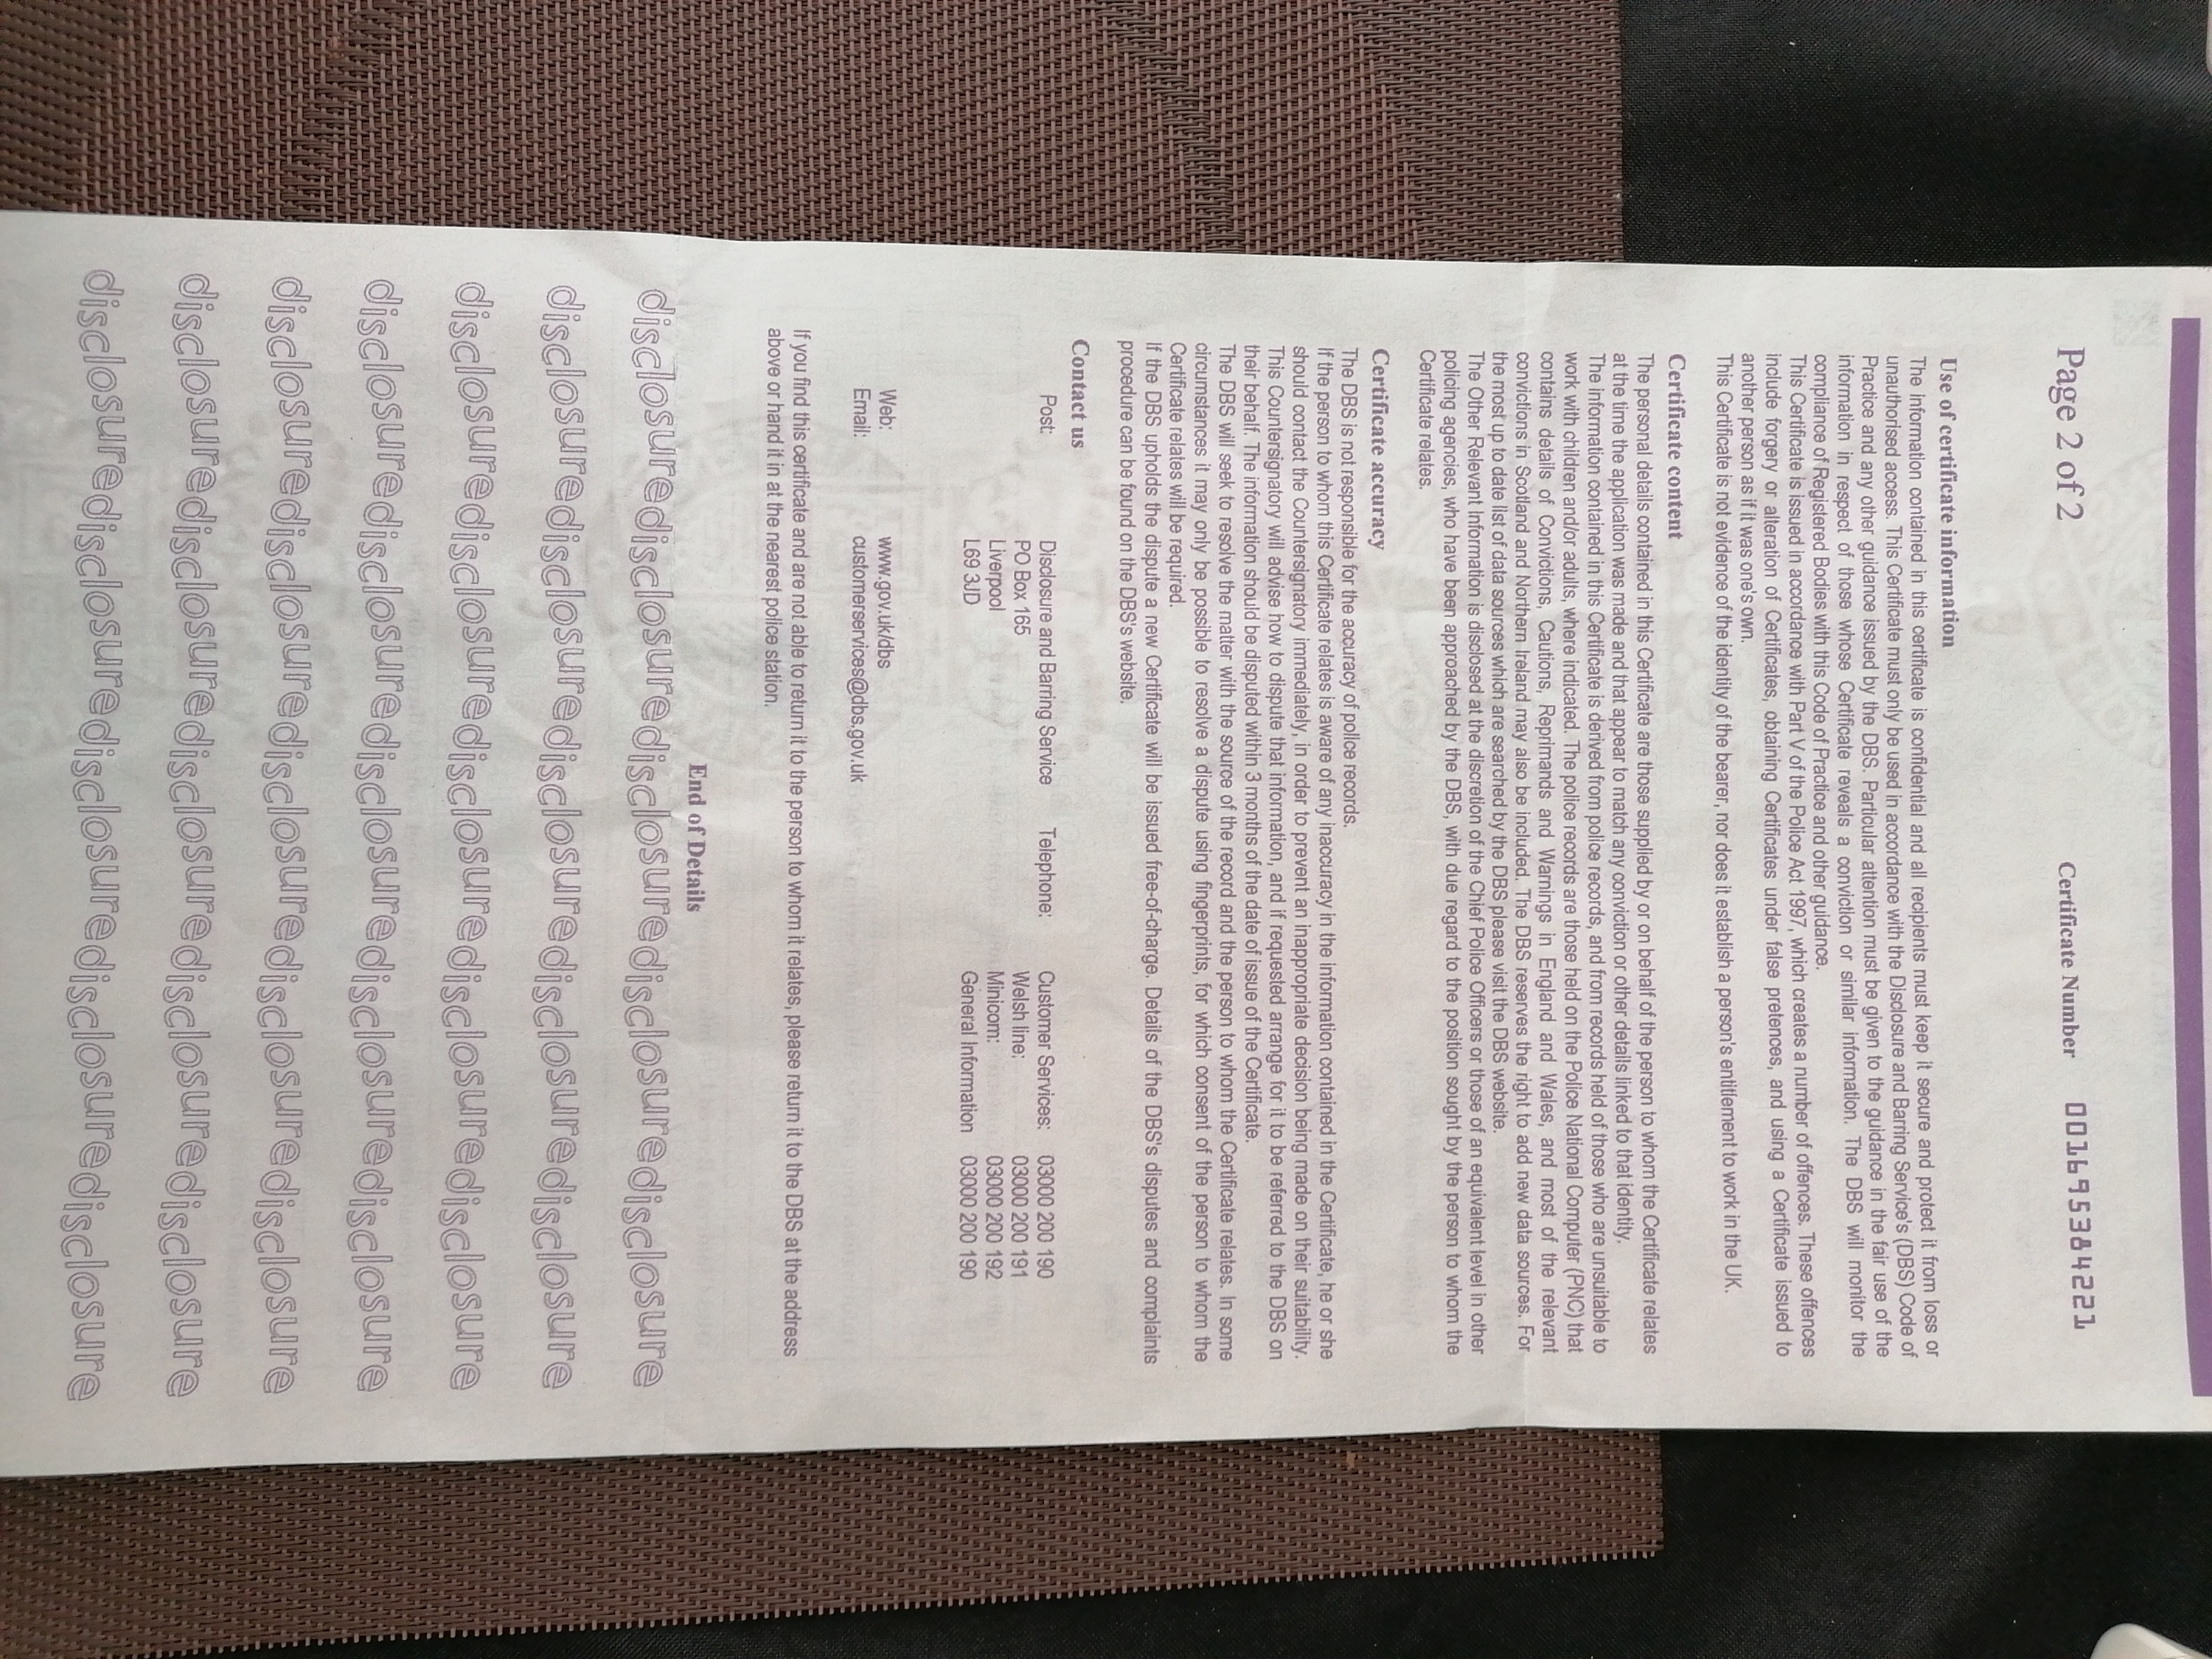 Page 2 of 2 Certificate Number 001695384221
Use of certificate information
The information contained in this certificate is confidential and all recipients must keep it secure and protect it from loss or
unauthorised access. This Certificate must only be used in accordance with the Disclosure and Barring Service's (DBS) Code of
Practice and any other guidance issued by the DBS. Particular attention must be given to the guidance in the fair use of the
information in respect of those whose Certificate reveals a conviction or similar information. The DBS will monitor the
compliance of Registered Bodies with this Code of Practice and other guidance.
This Certificate is issued in accordance with Part V of the Police Act 1997, which creates a number of offences. These offences
include forgery or alteration of Certificates, obtaining Certificates under false pretences, and using a Certificate issued to
another person as if it was one's own.
This Certificate is not evidence of the identity of the bearer, nor does it establish a person's entitlement to work in the UK.
Certificate content
The personal details contained in this Certificate are those supplied by or on behalf of the person to whom the Certificate relates
at the time the application was made and that appear to match any conviction or other details linked to that identity.
The information contained in this Certificate is derived from police records, and from records held of those who are unsuitable to
work with children and/or adults, where indicated. The police records are those held on the Police National Computer (PNC) that
contains details of Convictions, Cautions, Reprimands and Warnings in England and Wales, and most of the relevant
convictions in Scotland and Northern Ireland may also be included. The DBS reserves the right to add new data sources. For
the most up to date list of data sources which are searched by the DBS please visit the DBS website.
The Other Relevant Information is disclosed at the discretion of the Chief Police Officers or those of an equivalent level in other
policing agencies, who have been approached by the DBS, with due regard to the position sought by the person to whom the
Certificate relates.
Certificate accuracy
The DBS is not responsible for the accuracy of police records.
If the person to whom this Certificate relates is aware of any inaccuracy in the information contained in the Certificate, he or she
should contact the Countersignatory immediately, in order to prevent an inappropriate decision being made on their suitability.
This Countersignatory will advise how to dispute that information, and if requested arrange for it to be referred to the DBS on
their behalf. The information should be disputed within 3 months of the date of issue of the Certificate.
The DBS will seek to resolve the matter with the source of the record and the person to whom the Certificate relates. In some
circumstances it may only be possible to resolve a dispute using fingerprints, for which consent of the person to whom the
Certificate relates will be required.
If the DBS upholds the dispute a new Certificate will be issued free-of-charge. Details of the DBS's disputes and complaints
procedure can be found on the DBS's website.
Contact us
Post: Disclosure and Barring Service Telephone: Customer Services: 03000 200 190
PO Box 165 Welsh line: 03000 200 191
Liverpool Minicom: 03000 200 192
L69 3JD General Information 03000 200 190
Web: www.gov.uk/dbs
Email: customerservices@dbs.gov.uk
If you find this certificate and are not able to return it to the person to whom it relates, please return it to the DBS at the address
above or hand it in at the nearest police station.
End of Details
disclosuredisclosuredisclosuredisclosuredisclosuredisclosure
disclosuredisclosuredisclosuredisclosuredisclosuredisclosure
disclosuredisclosuredisclosuredisclosuredisclosuredisclosure
disclosuredisclosuredisclosuredisclosuredisclosuredisclosure
disclosuredisclosuredisclosuredisclosuredisclosuredisclosure
disclosuredisclosuredisclosuredisclosuredisclosuredisclosure
disclosuredisclosuredisclosuredisclosuredisclosuredisclosure